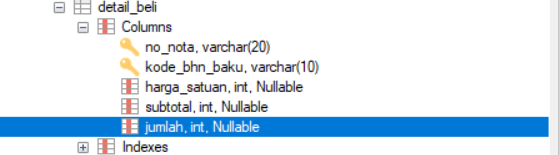 detail_beli
Columns
no_nota, varchar(20)
kode_bhn_baku, varchar(10)
harga_satuan, int, Nullable
subtotal, int, Nullable
jumlah, int, Nullable
Indexes